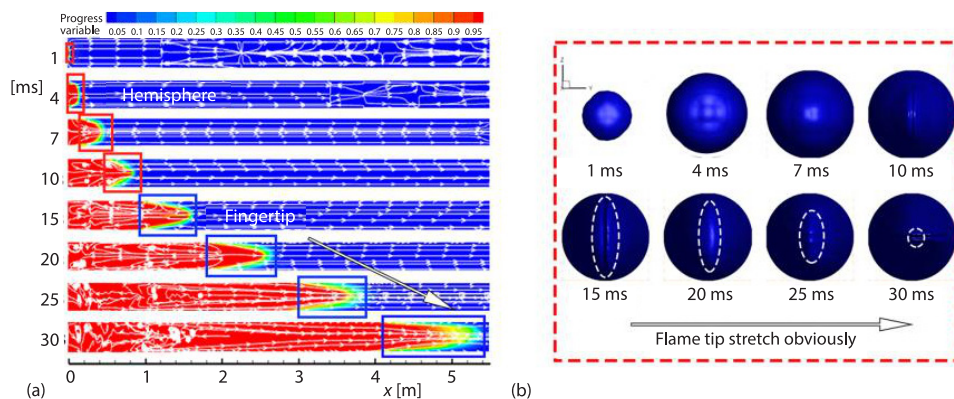 Progress
variable 0.05 0.1 0.15 0.2 0.25 0.3 0.35 0.4 0.45 0.5 0.55 0.6 0.65 0.7 0.75 0.8 0.85 0.9 0.95
1
[ms]
4 Hemisphere
7
10
15 Fingertip
20
25
30
0 1 2 3 4 5
(a) x [m]
Z
Y
1 ms 4 ms 7 ms 10 ms
15 ms 20 ms 25 ms 30 ms
Flame tip stretch obviously
(b)